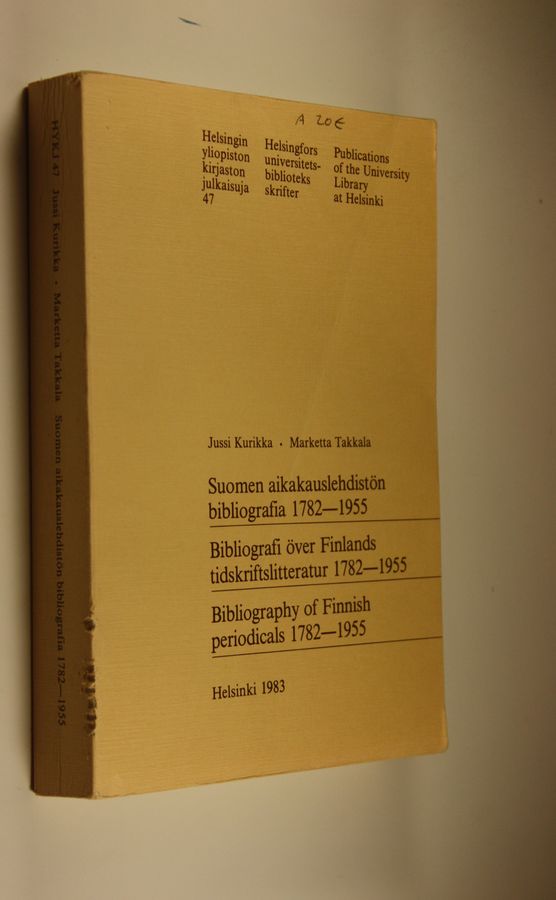 A 20€
Helsingin
yliopiston
kirjaston
julkaisuja
47
Helsingfors
universitets-
biblioteks
skrifter
Publications
of the University
Library
at Helsinki
Jussi Kurikka • Marketta Takkala
Suomen aikakauslehdistön
bibliografia 1782—1955
Bibliografi över Finlands
tidskriftslitteratur 1782—1955
Bibliography of Finnish
periodicals 1782—1955
Helsinki 1983
HYKJ 47 Jussi Kurikka • Marketta Takkala Suomen aikakauslehdistön bibliografia 1782—1955